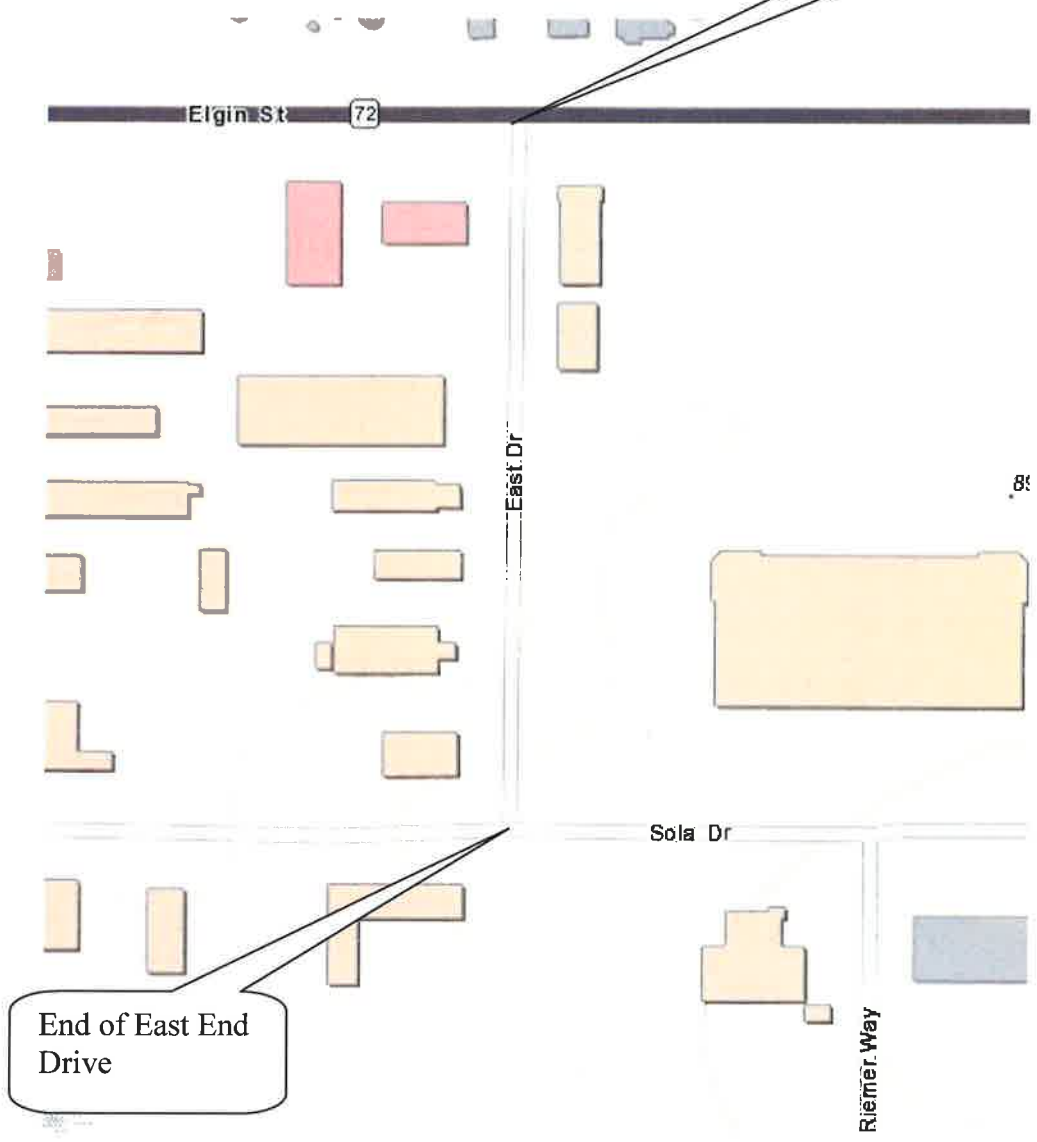 Elgin St 72
East Dr
Sola Dr
End of East End
Drive
Riemer Way